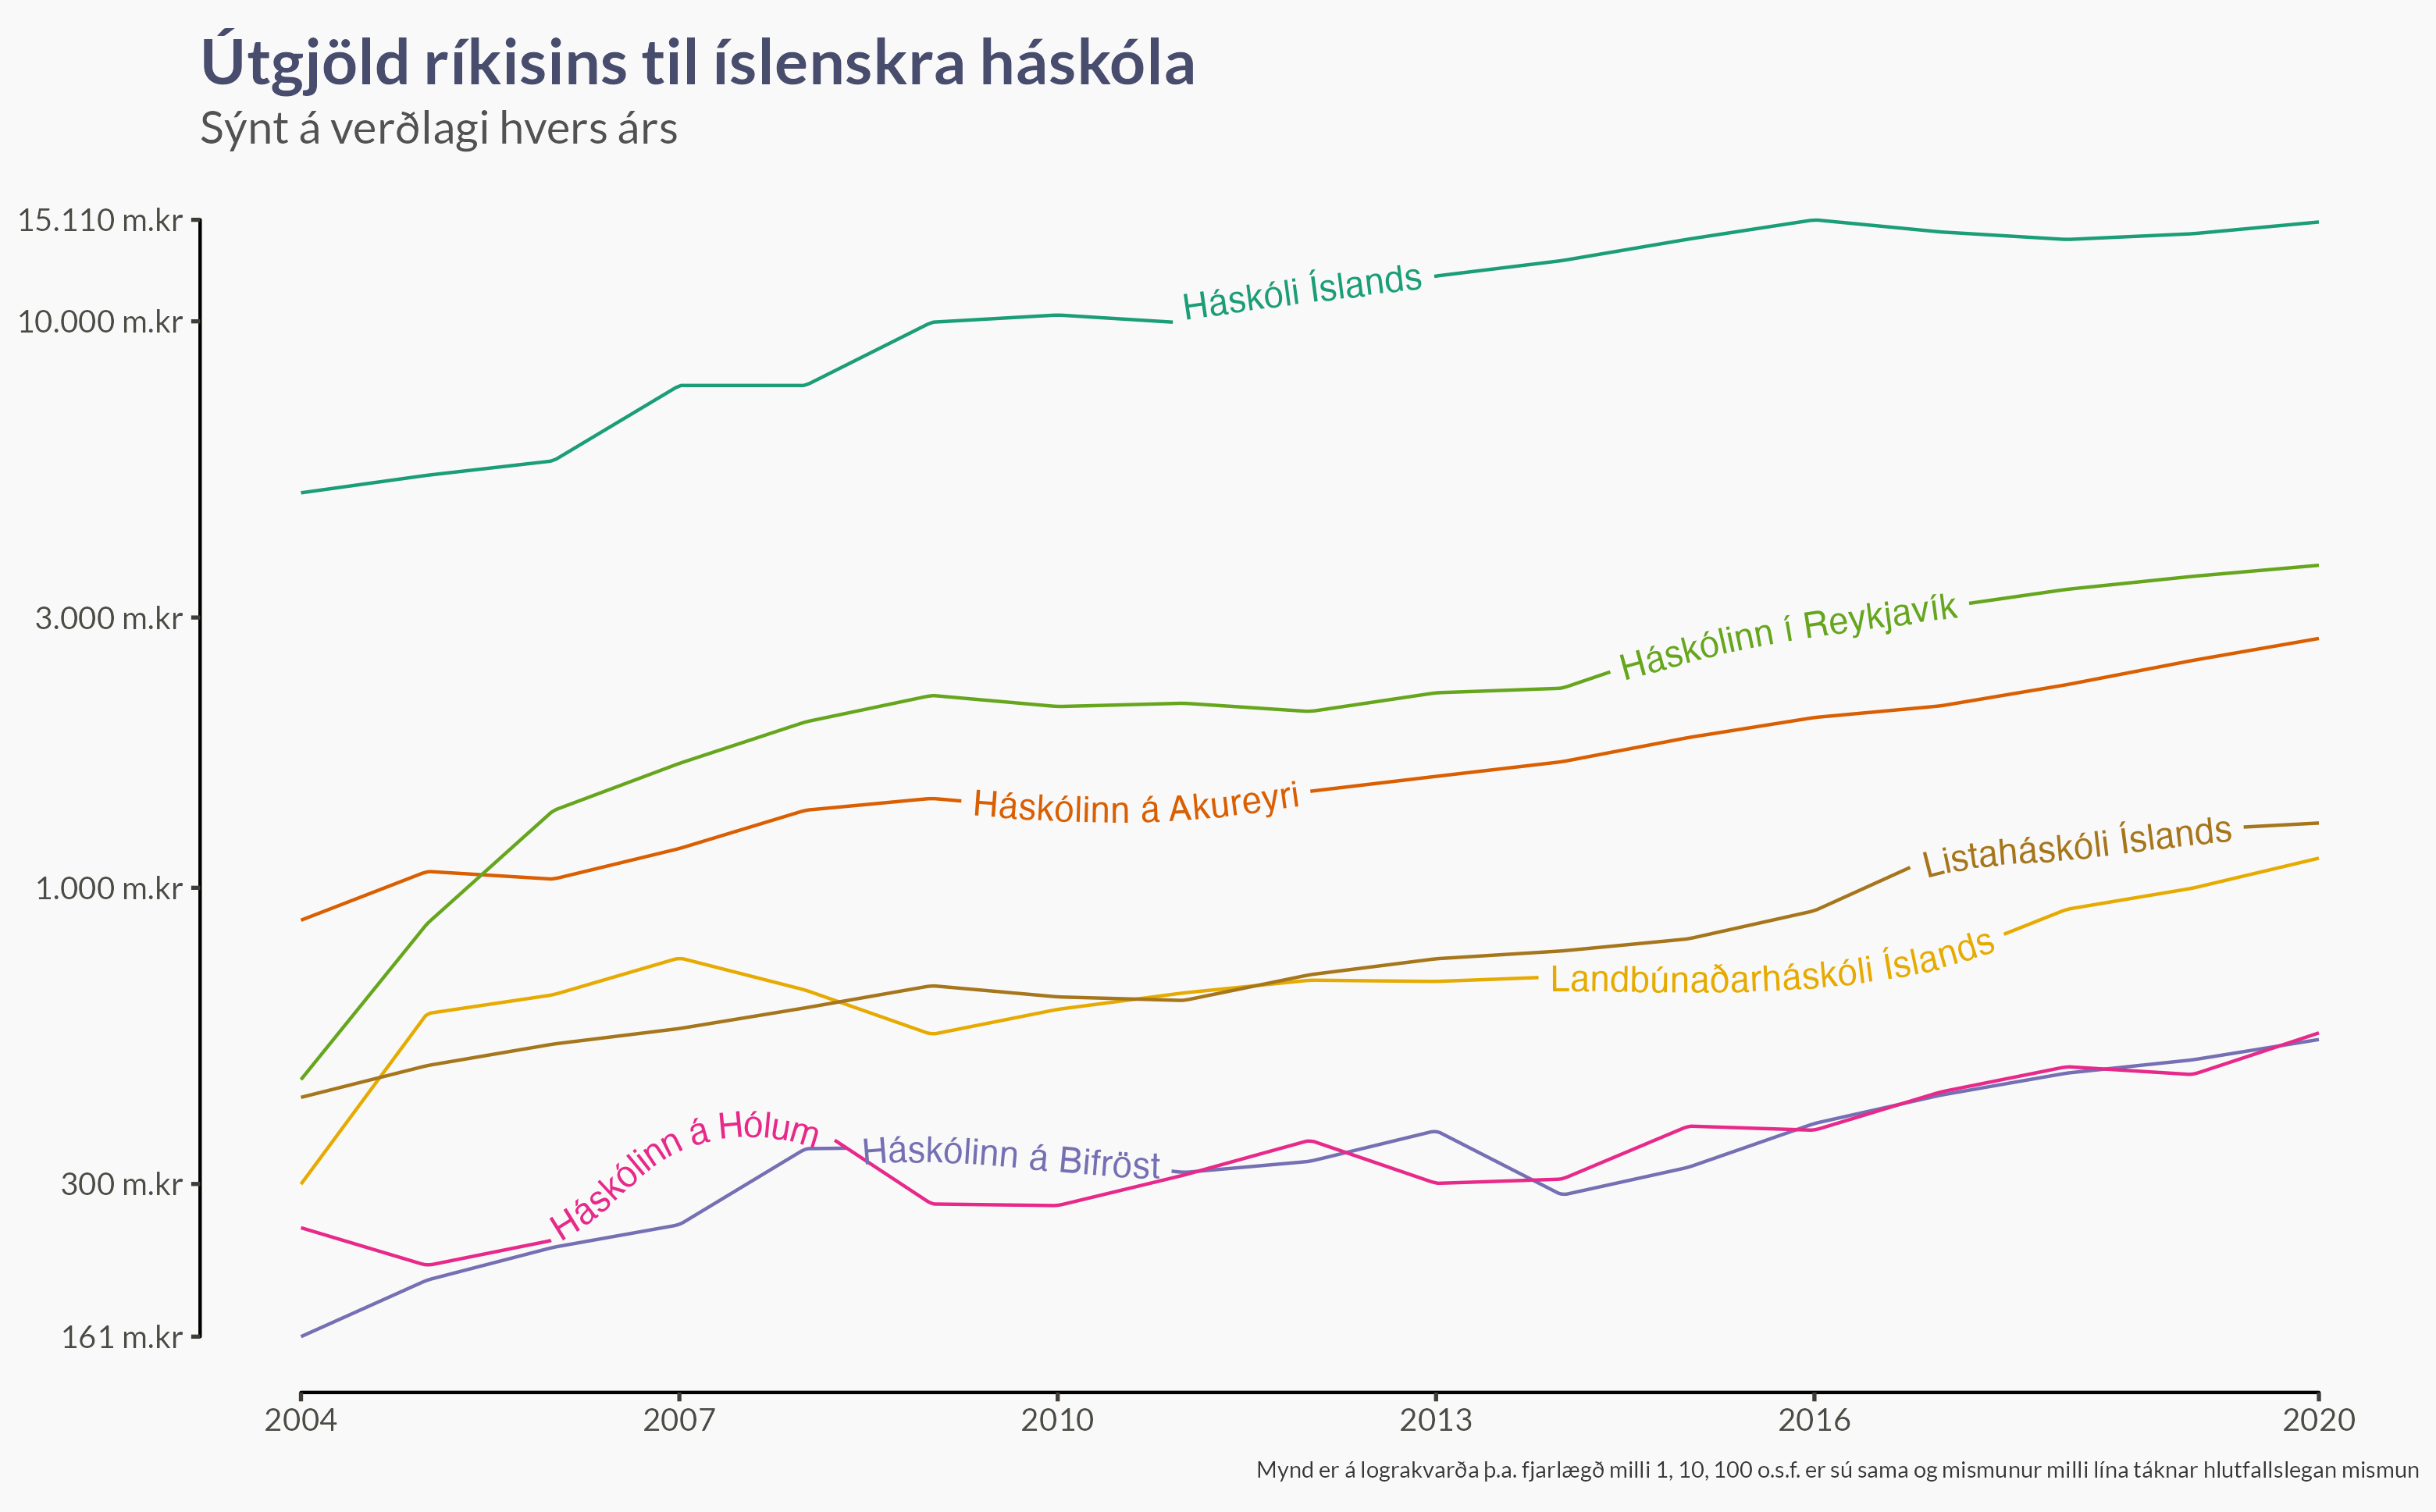 Útgjöld ríkisins til íslenskra háskóla
Sýnt á verðlagi hvers árs
15.110 m.kr
10.000 m.kr
3.000 m.kr
1.000 m.kr
300 m.kr
161 m.kr
Háskóli Íslands
Háskólinn í Reykjavík
Háskólinn á Akureyri
Listaháskóli Íslands
Landbúnaðarháskóli Íslands
Háskólinn á Hólum
Háskólinn á Bifröst
2004
2007
2010
2013
2016
2020
Mynd er á lograkvarða þ.a. fjarlægð milli 1, 10, 100 o.s.f. er sú sama og mismunur milli lína táknar hlutfallslegan mismun